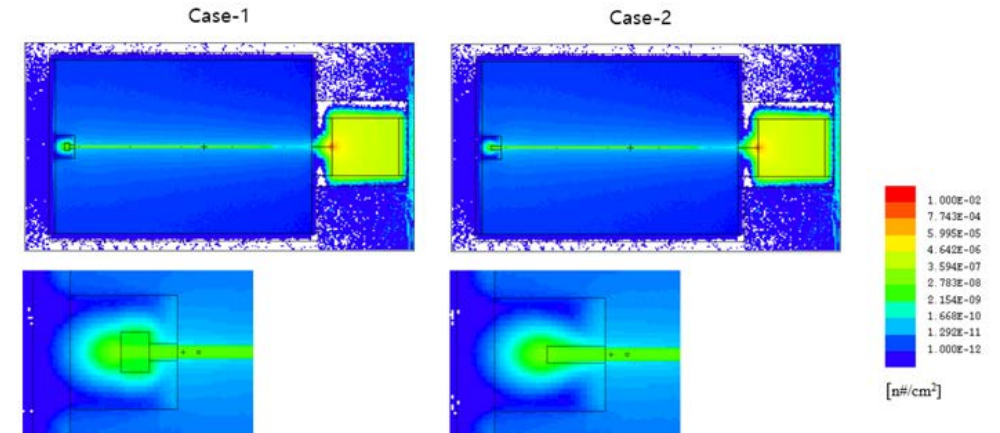 Case-1
Case-2
1.000E-02
7.743E-04
5.995E-05
4.642E-06
3.594E-07
2.783E-08
2.154E-09
1.668E-10
1.292E-11
1.000E-12
[n#/cm²]